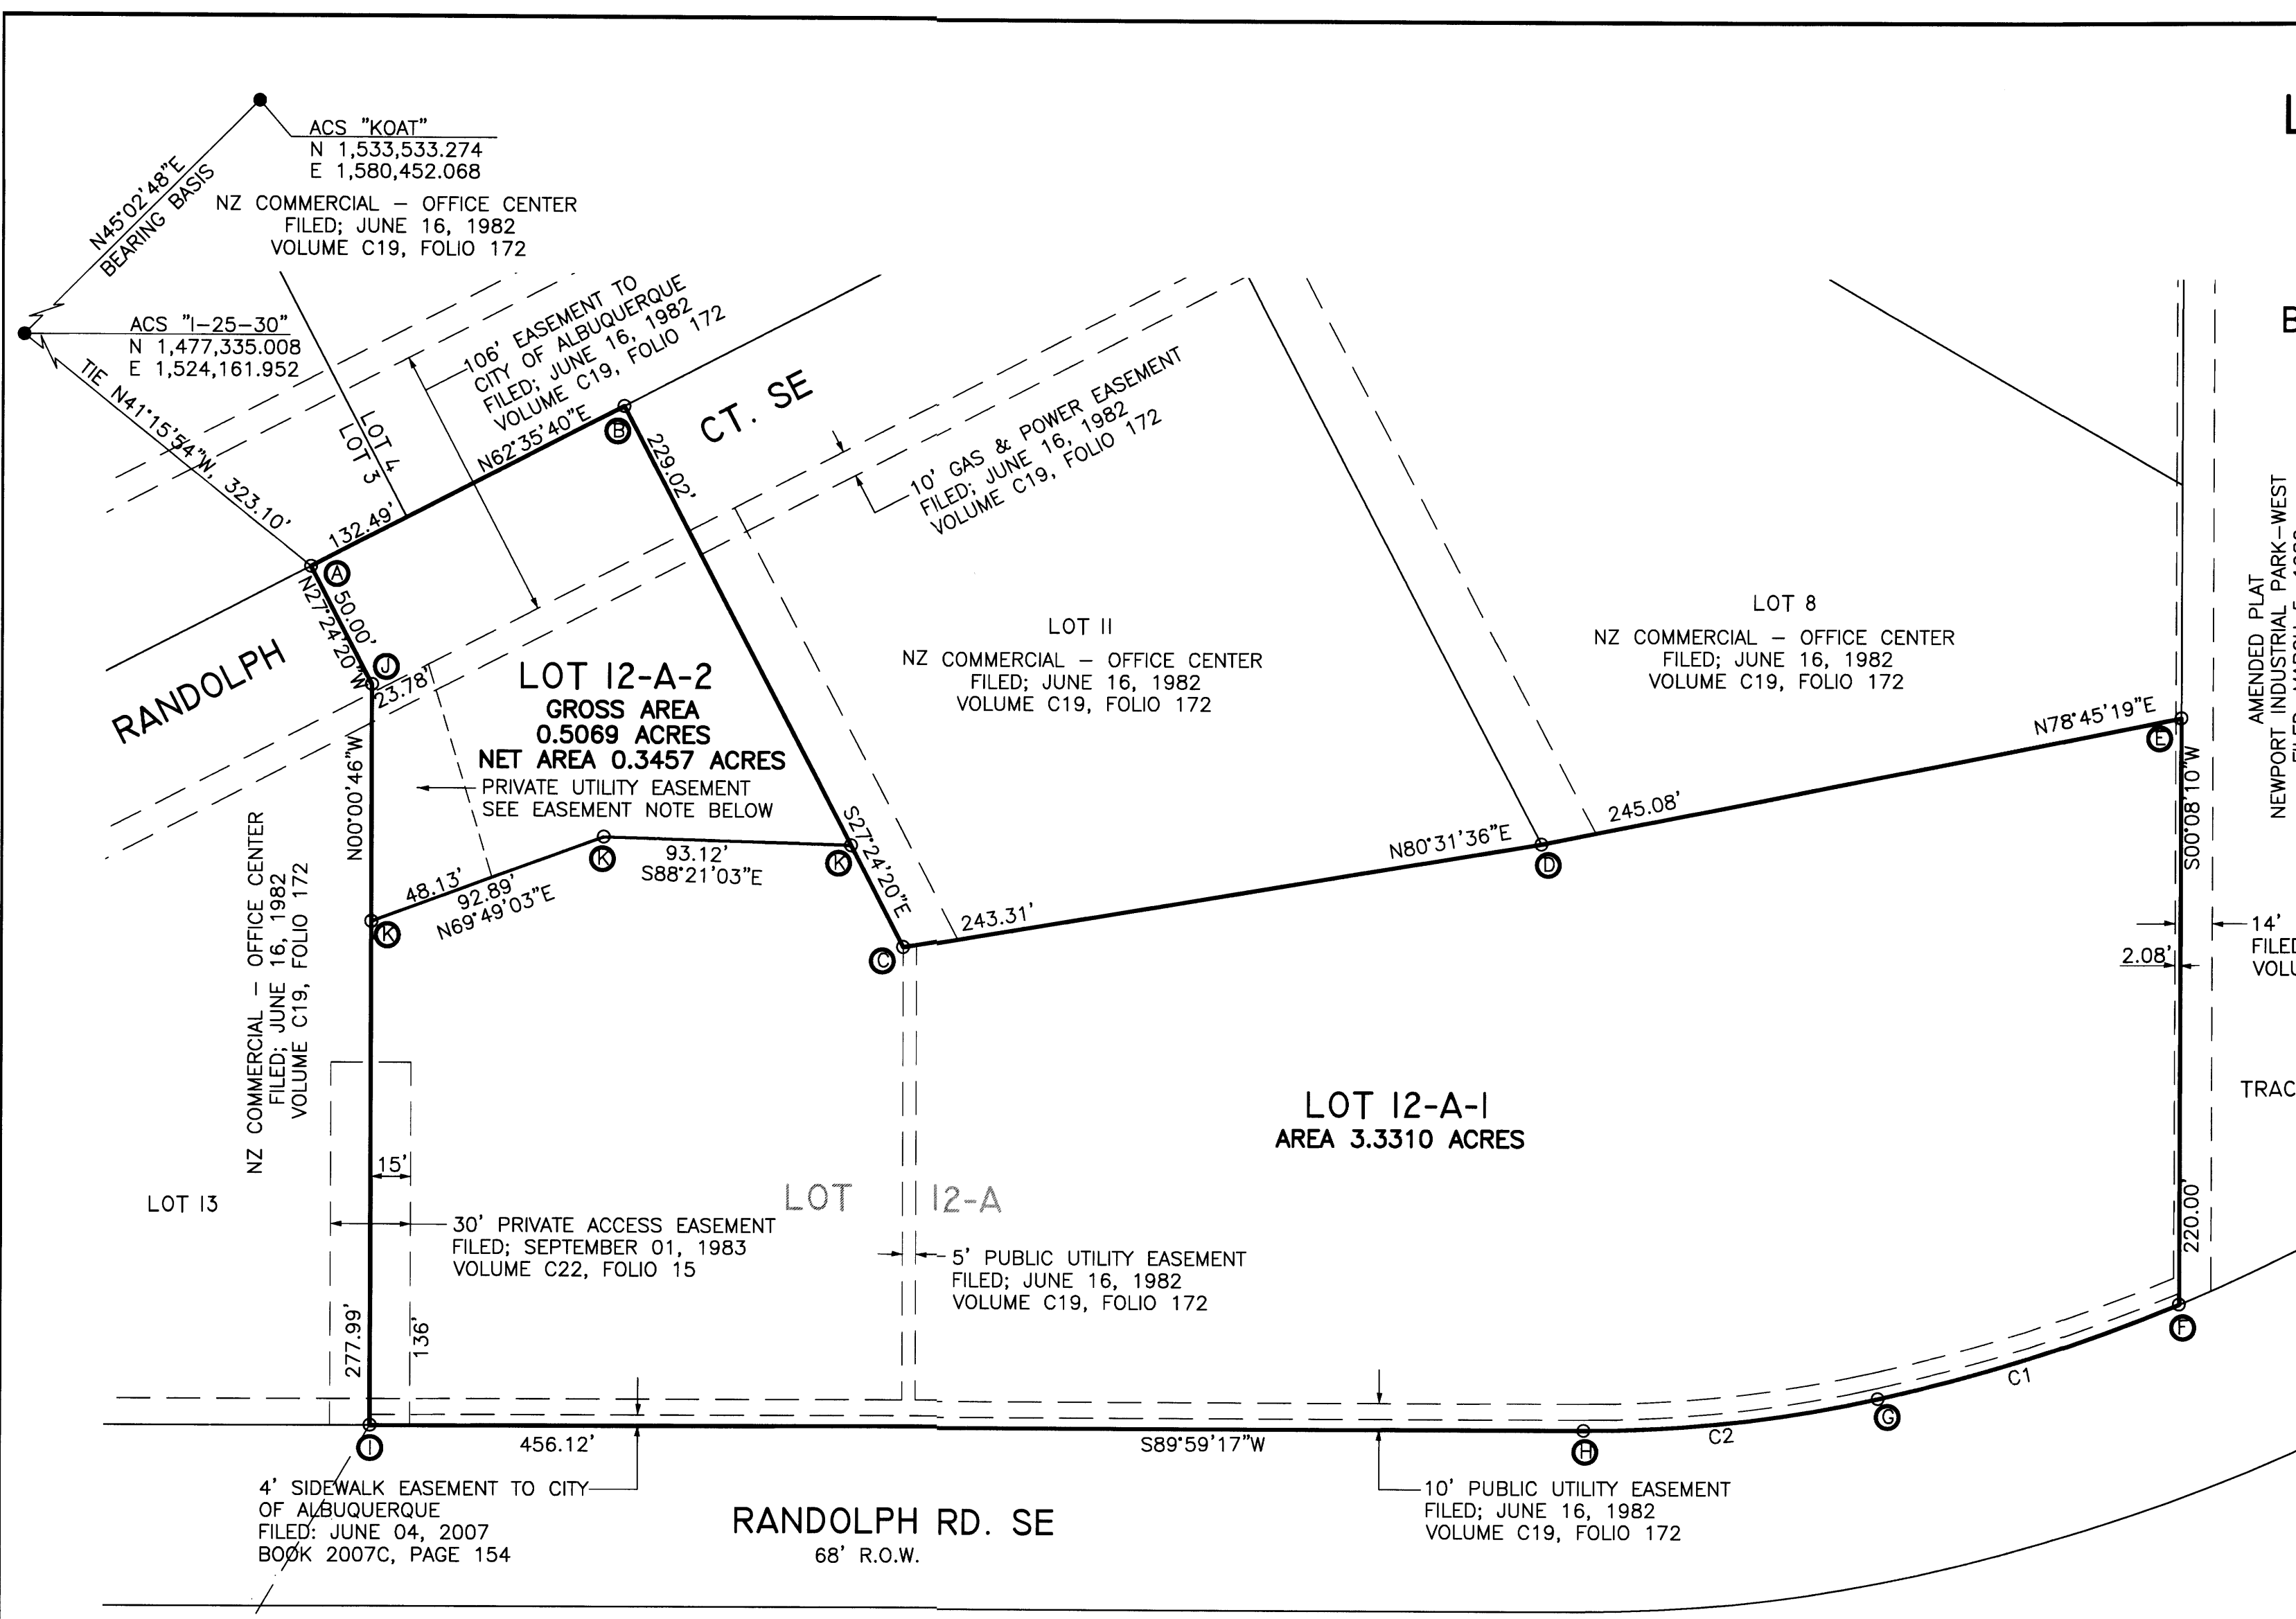 ACS "KOAT"
N 1,533,533.274
E 1,580,452.068
N45°02'48"E
BEARING BASIS
NZ COMMERCIAL – OFFICE CENTER
FILED; JUNE 16, 1982
VOLUME C19, FOLIO 172
ACS "I-25-30"
N 1,477,335.008
E 1,524,161.952
TIE N41°15'54"W, 323.10'
LOT 4
LOT 3
106' EASEMENT TO
CITY OF ALBUQUERQUE
FILED; JUNE 16, 1982
VOLUME C19, FOLIO 172
N62°35'40"E
132.49'
B
229.02'
CT. SE
10' GAS & POWER EASEMENT
FILED; JUNE 16, 1982
VOLUME C19, FOLIO 172
A
50.00'
N27°24'20"W
J
23.78'
RANDOLPH
LOT 12-A-2
GROSS AREA
0.5069 ACRES
NET AREA 0.3457 ACRES
PRIVATE UTILITY EASEMENT
SEE EASEMENT NOTE BELOW
LOT 11
NZ COMMERCIAL – OFFICE CENTER
FILED; JUNE 16, 1982
VOLUME C19, FOLIO 172
LOT 8
NZ COMMERCIAL – OFFICE CENTER
FILED; JUNE 16, 1982
VOLUME C19, FOLIO 172
AMENDED PLAT
NEWPORT INDUSTRIAL PARK–WEST
N78°45'19"E
E
245.08'
S00°08'10"W
N80°31'36"E
D
243.31'
C
S27°24'20"E
K
K
93.12'
S88°21'03"E
48.13'
92.89'
N69°49'03"E
K
N00°00'46"W
NZ COMMERCIAL – OFFICE CENTER
FILED; JUNE 16, 1982
VOLUME C19, FOLIO 172
14'
2.08'
LOT 12-A-1
AREA 3.3310 ACRES
LOT 12-A
LOT 13
15'
30' PRIVATE ACCESS EASEMENT
FILED; SEPTEMBER 01, 1983
VOLUME C22, FOLIO 15
5' PUBLIC UTILITY EASEMENT
FILED; JUNE 16, 1982
VOLUME C19, FOLIO 172
220.00'
277.99'
136'
F
C1
G
C2
H
I
456.12'
S89°59'17"W
4' SIDEWALK EASEMENT TO CITY
OF ALBUQUERQUE
FILED: JUNE 04, 2007
BOOK 2007C, PAGE 154
RANDOLPH RD. SE
68' R.O.W.
10' PUBLIC UTILITY EASEMENT
FILED; JUNE 16, 1982
VOLUME C19, FOLIO 172